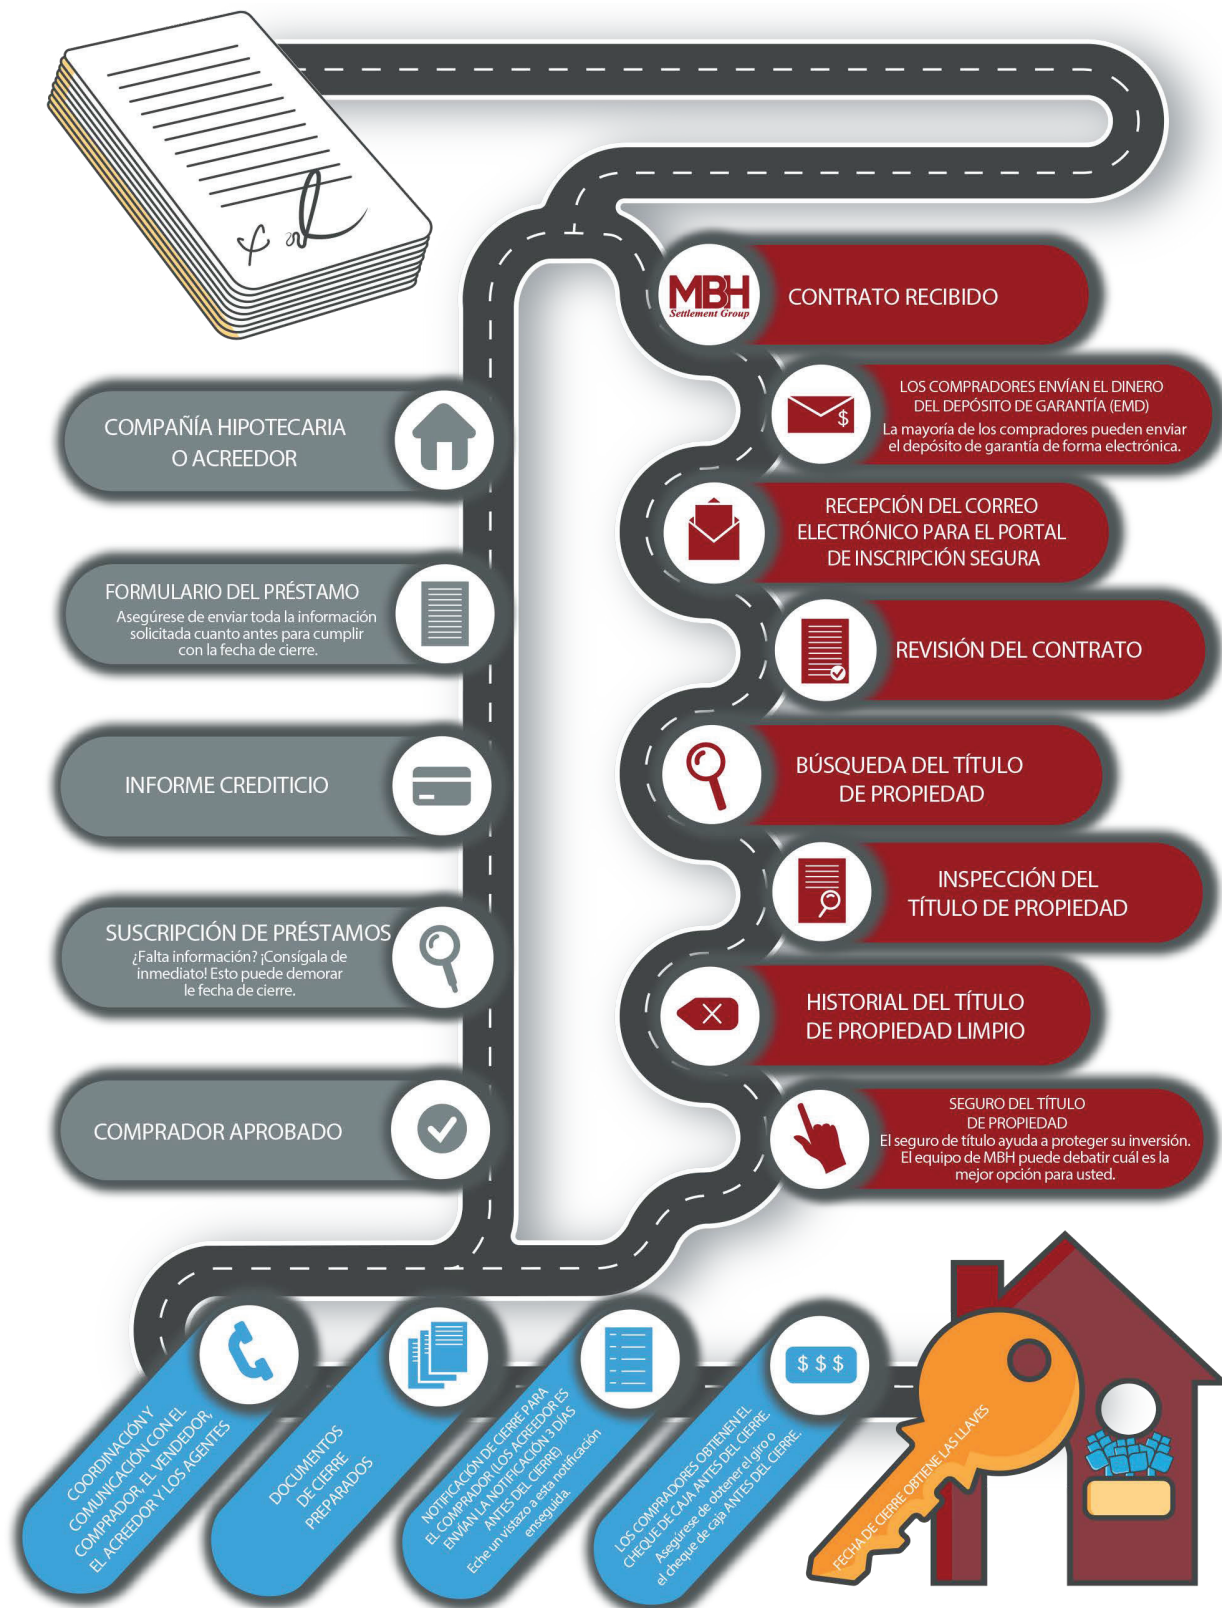 MBH
Settlement Group
CONTRATO RECIBIDO
LOS COMPRADORES ENVÍAN EL DINERO
DEL DEPÓSITO DE GARANTÍA (EMD)
La mayoría de los compradores pueden enviar
el depósito de garantía de forma electrónica.
$
RECEPCIÓN DEL CORREO
ELECTRÓNICO PARA EL PORTAL
DE INSCRIPCIÓN SEGURA
REVISIÓN DEL CONTRATO
BÚSQUEDA DEL TÍTULO
DE PROPIEDAD
INSPECCIÓN DEL
TÍTULO DE PROPIEDAD
HISTORIAL DEL TÍTULO
DE PROPIEDAD LIMPIO
SEGURO DEL TÍTULO
DE PROPIEDAD
El seguro de título ayuda a proteger su inversión.
El equipo de MBH puede debatir cuál es la
mejor opción para usted.
COMPAÑÍA HIPOTECARIA
O ACREEDOR
FORMULARIO DEL PRÉSTAMO
Asegúrese de enviar toda la información
solicitada cuanto antes para cumplir
con la fecha de cierre.
INFORME CREDITICIO
SUSCRIPCIÓN DE PRÉSTAMOS
¿Falta información? ¡Consígala de
inmediato! Esto puede demorar
le fecha de cierre.
COMPRADOR APROBADO
COORDINACIÓN Y
COMUNICACIÓN CON EL
COMPRADOR, EL VENDEDOR,
EL ACREEDOR Y LOS AGENTES
DOCUMENTOS
DE CIERRE
PREPARADOS
NOTIFICACIÓN DE CIERRE PARA
EL COMPRADOR (LOS ACREEDOR ES
ENVÍAN LA NOTIFICACIÓN 3 DÍAS
ANTES DEL CIERRE)
Eche un vistazo a esta notificación
enseguida.
$ $ $
LOS COMPRADORES OBTIENEN EL
CHEQUE DE CAJA ANTES DEL CIERRE.
Asegúrese de obtener el giro o
el cheque de caja ANTES DEL CIERRE.
FECHA DE CIERRE OBTIENE LAS LLAVES